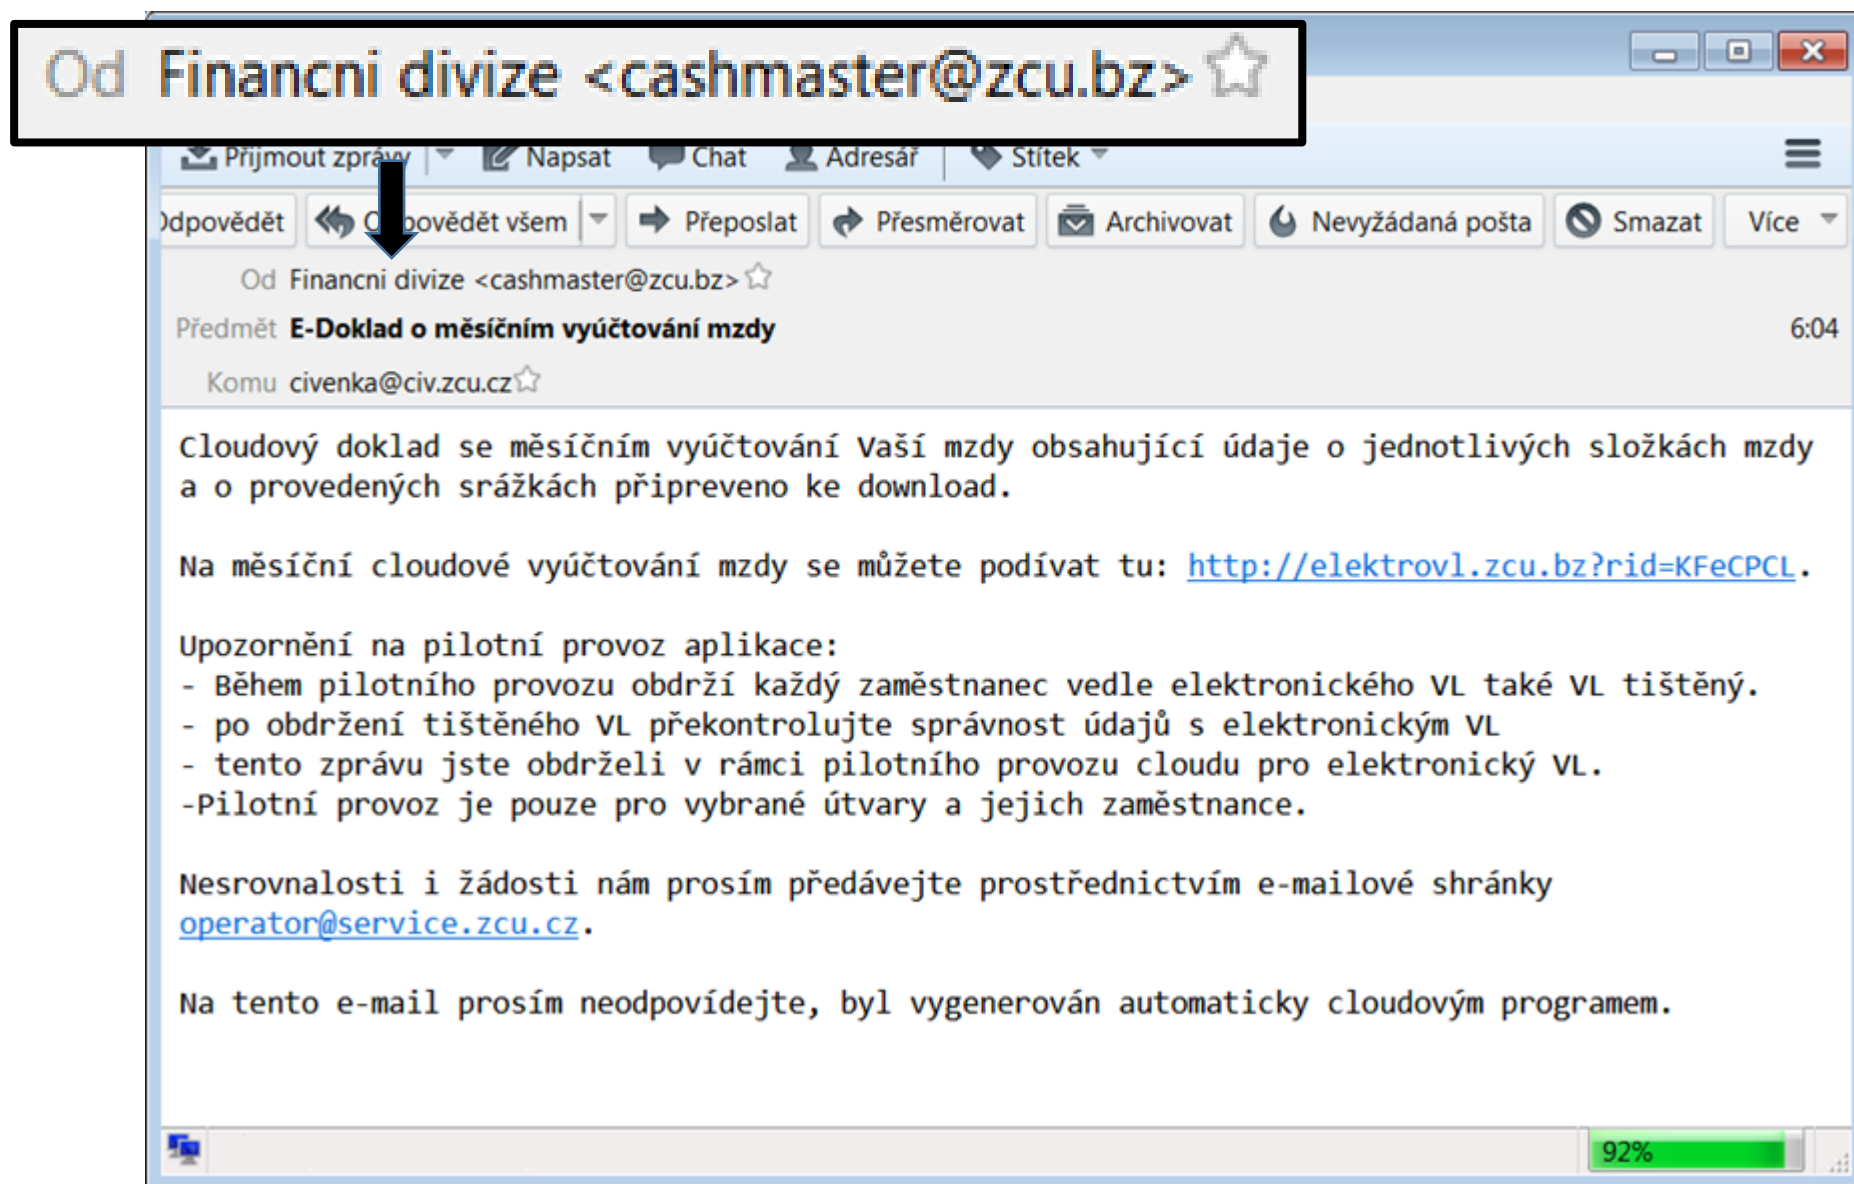 Od Financni divize <cashmaster@zcu.bz>
Přijmout zprávy Napsat Chat Adresář Štítek
Odpovědět Odpovědět všem Přeposlat Přesměrovat Archivovat Nevyžádaná pošta Smazat Více
Od Financni divize <cashmaster@zcu.bz>
Předmět E-Doklad o měsíčním vyúčtování mzdy 6:04
Komu civenka@civ.zcu.cz
Cloudový doklad se měsíčním vyúčtování Vaší mzdy obsahující údaje o jednotlivých složkách mzdy
a o provedených srážkách připreveno ke download.
Na měsíční cloudové vyúčtování mzdy se můžete podívat tu: http://elektrovl.zcu.bz?rid=KFeCPCL.
Upozornění na pilotní provoz aplikace:
- Během pilotního provozu obdrží každý zaměstnanec vedle elektronického VL také VL tištěný.
- po obdržení tištěného VL překontrolujte správnost údajů s elektronickým VL
- tento zprávu jste obdrželi v rámci pilotního provozu cloudu pro elektronický VL.
-Pilotní provoz je pouze pro vybrané útvary a jejich zaměstnance.
Nesrovnalosti i žádosti nám prosím předávejte prostřednictvím e-mailové shránky
operator@service.zcu.cz.
Na tento e-mail prosím neodpovídejte, byl vygenerován automaticky cloudovým programem.
92%